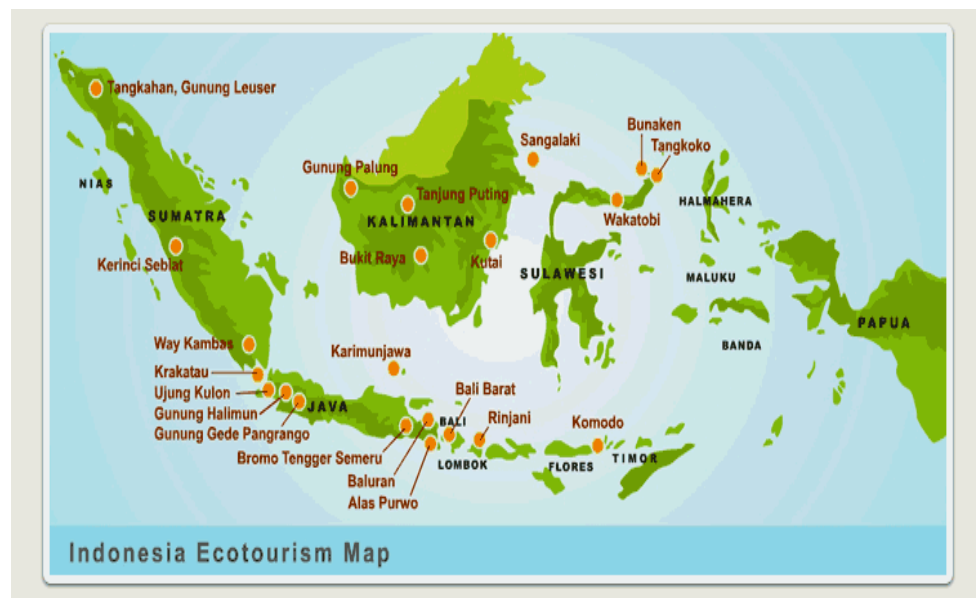 Tangkahan, Gunung Leuser
Bunaken
Sangalaki
Tangkoko
Gunung Palung
NIAS
Tanjung Puting
HALMAHERA
SUMATRA
KALIMANTAN
Wakatobi
Kerinci Seblat
Bukit Raya
Kutai
SULAWESI
MALUKU
PAPUA
Way Kambas
Karimunjawa
BANDA
Krakatau
Ujung Kulon
Bali Barat
JAVA
Gunung Halimun
Rinjani
Komodo
BALI
Gunung Gede Pangrango
Bromo Tengger Semeru
LOMBOK
FLORES
TIMOR
Baluran
Alas Purwo
Indonesia Ecotourism Map